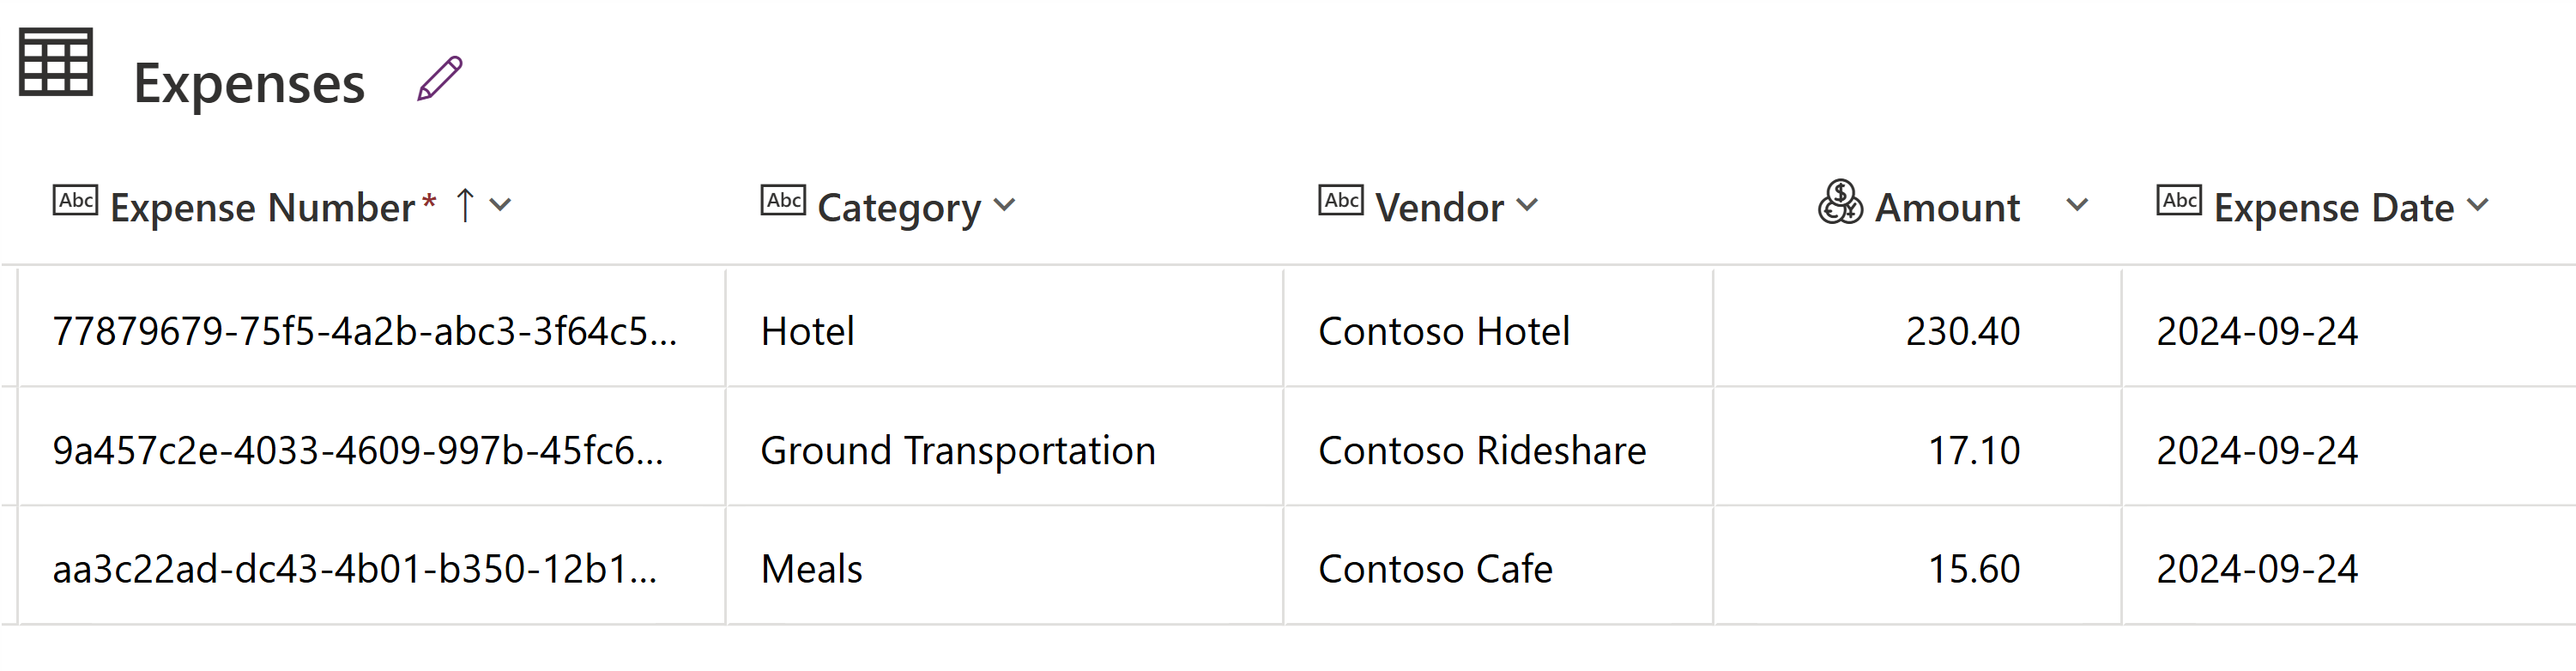 Expenses
Abc Expense Number* ↑ Abc Category Abc Vendor $€¥ Amount Abc Expense Date
77879679-75f5-4a2b-abc3-3f64c5... Hotel Contoso Hotel 230.40 2024-09-24
9a457c2e-4033-4609-997b-45fc6... Ground Transportation Contoso Rideshare 17.10 2024-09-24
aa3c22ad-dc43-4b01-b350-12b1... Meals Contoso Cafe 15.60 2024-09-24